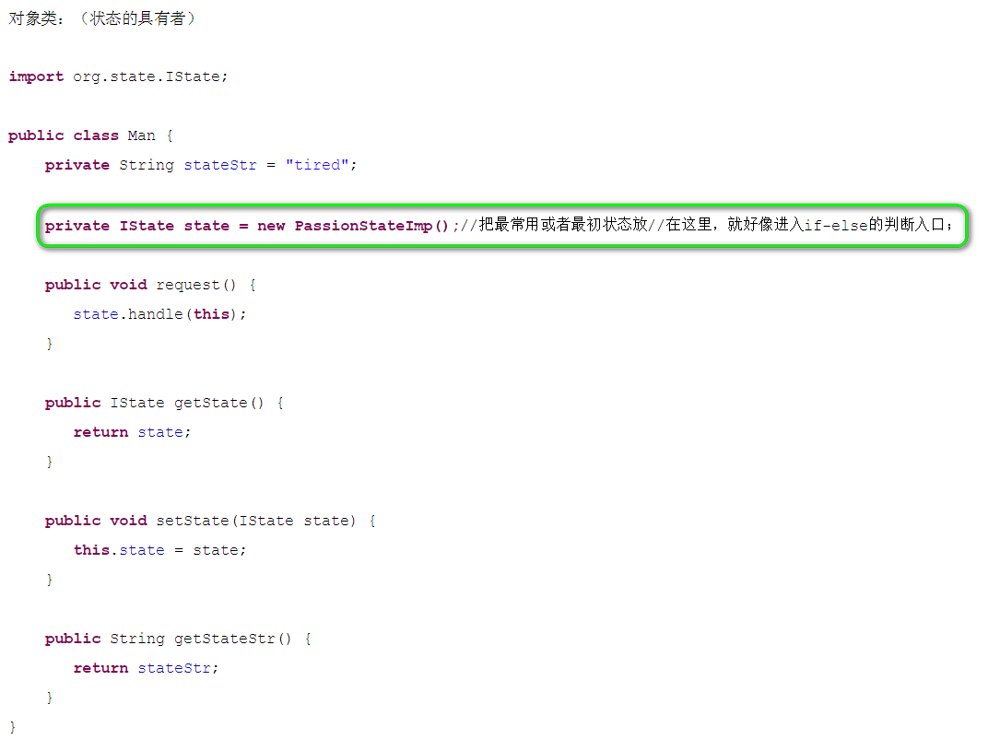 对象类：（状态的具有者）
import org.state.IState;
public class Man {
    private String stateStr = "tired";
    private IState state = new PassionStateImp();//把最常用或者最初状态放//在这里，就好像进入if-else的判断入口；
    public void request() {
       state.handle(this);
    }
    public IState getState() {
       return state;
    }
    public void setState(IState state) {
       this.state = state;
    }
    public String getStateStr() {
       return stateStr;
    }
}